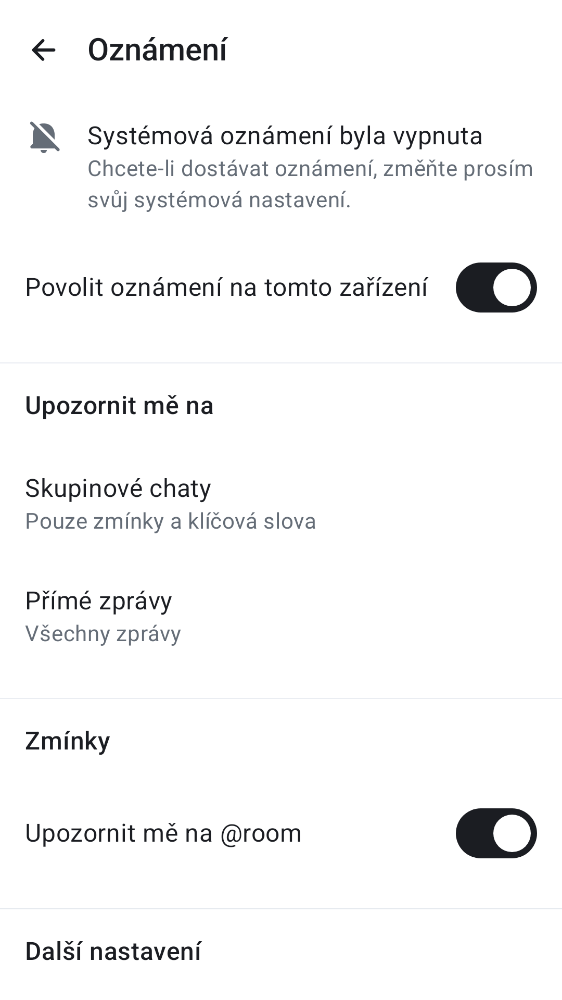 Oznámení
Systémová oznámení byla vypnuta
Chcete-li dostávat oznámení, změňte prosím
svůj systémová nastavení.
Povolit oznámení na tomto zařízení
Upozornit mě na
Skupinové chaty
Pouze zmínky a klíčová slova
Přímé zprávy
Všechny zprávy
Zmínky
Upozornit mě na @room
Další nastavení